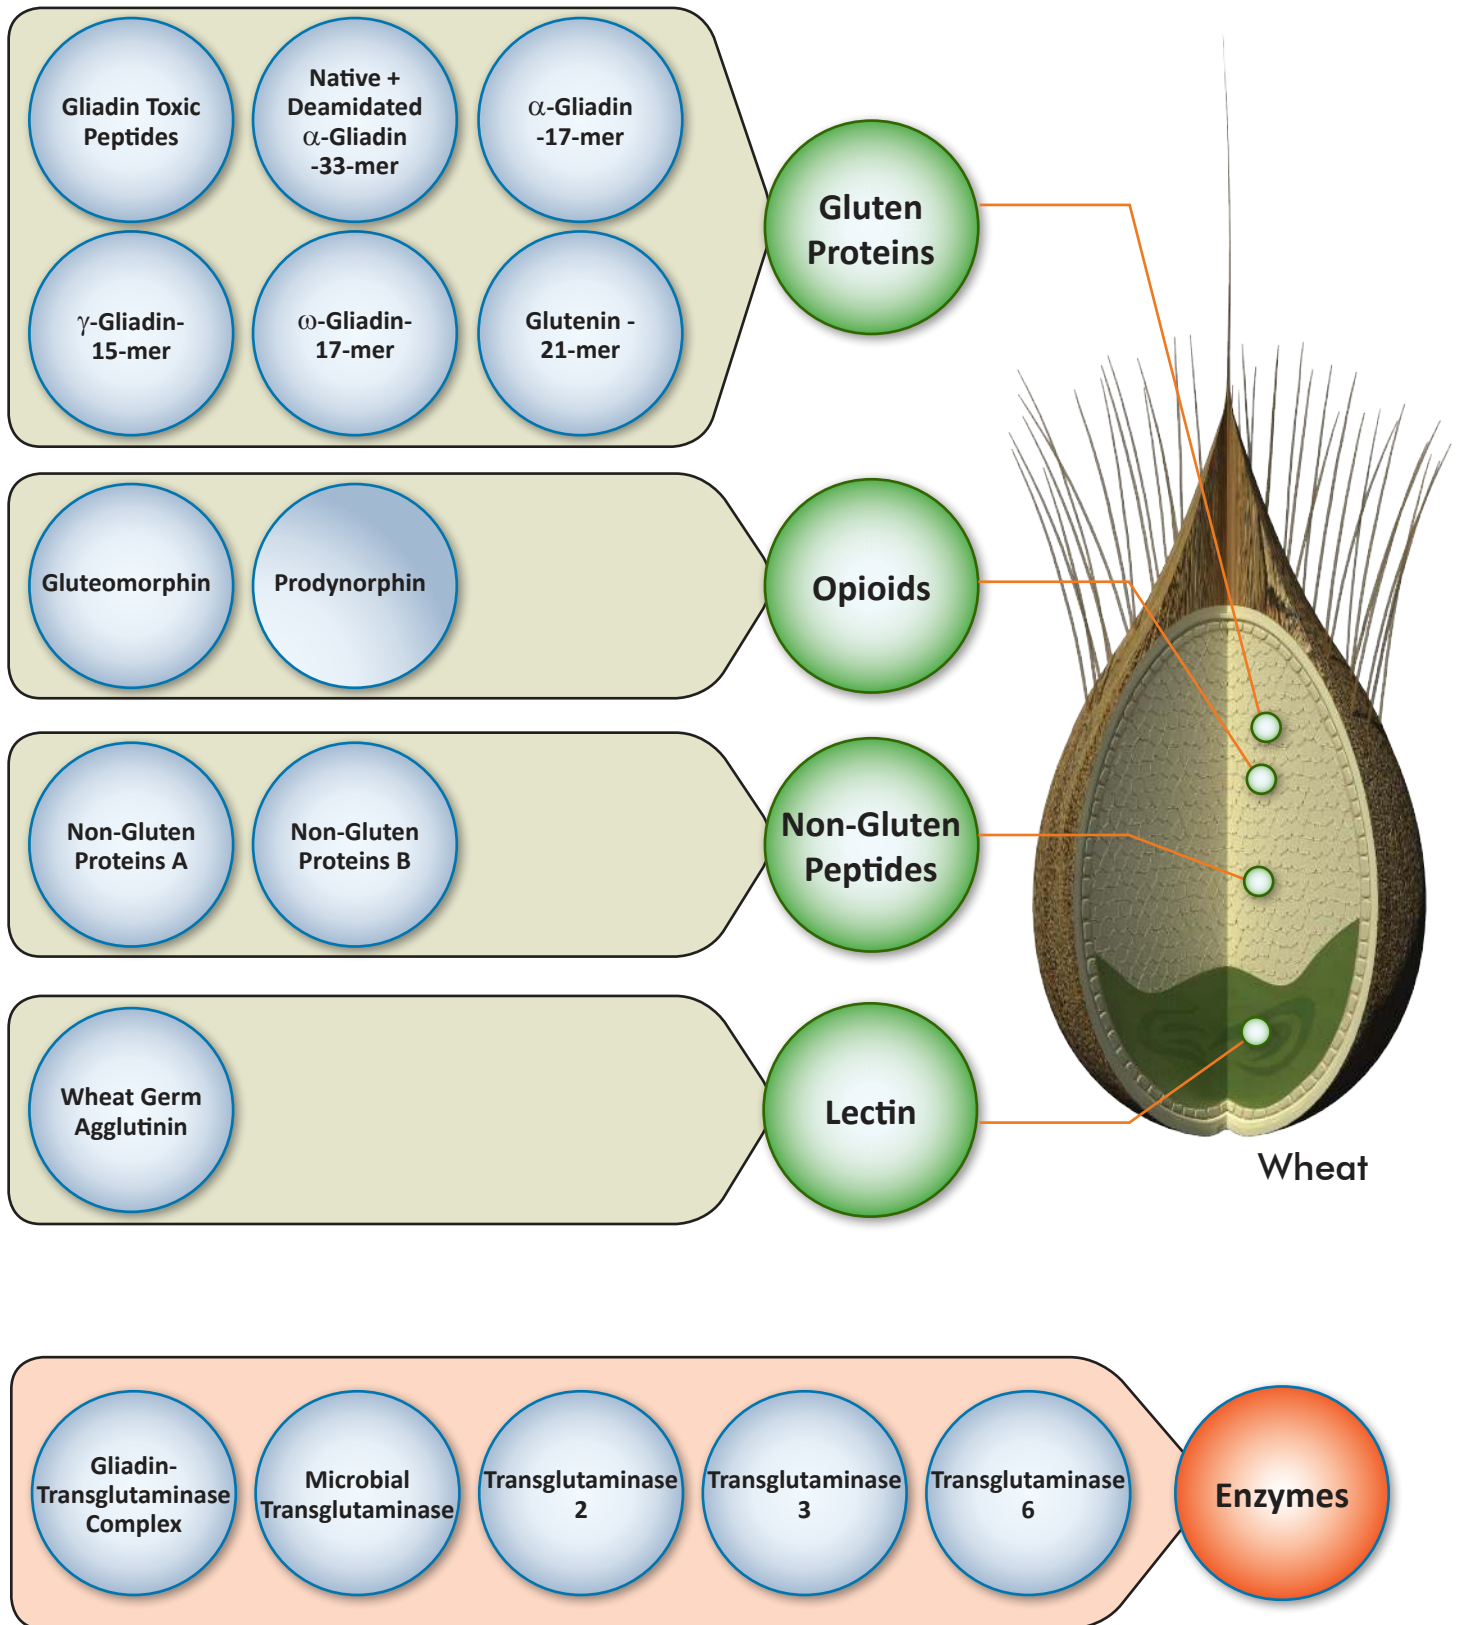 Gliadin Toxic
Peptides
Native +
Deamidated
α-Gliadin
-33-mer
α-Gliadin
-17-mer
γ-Gliadin-
15-mer
ω-Gliadin-
17-mer
Glutenin -
21-mer
Gluten
Proteins
Gluteomorphin
Prodynorphin
Opioids
Non-Gluten
Proteins A
Non-Gluten
Proteins B
Non-Gluten
Peptides
Wheat Germ
Agglutinin
Lectin
Wheat
Gliadin-
Transglutaminase
Complex
Microbial
Transglutaminase
Transglutaminase
2
Transglutaminase
3
Transglutaminase
6
Enzymes